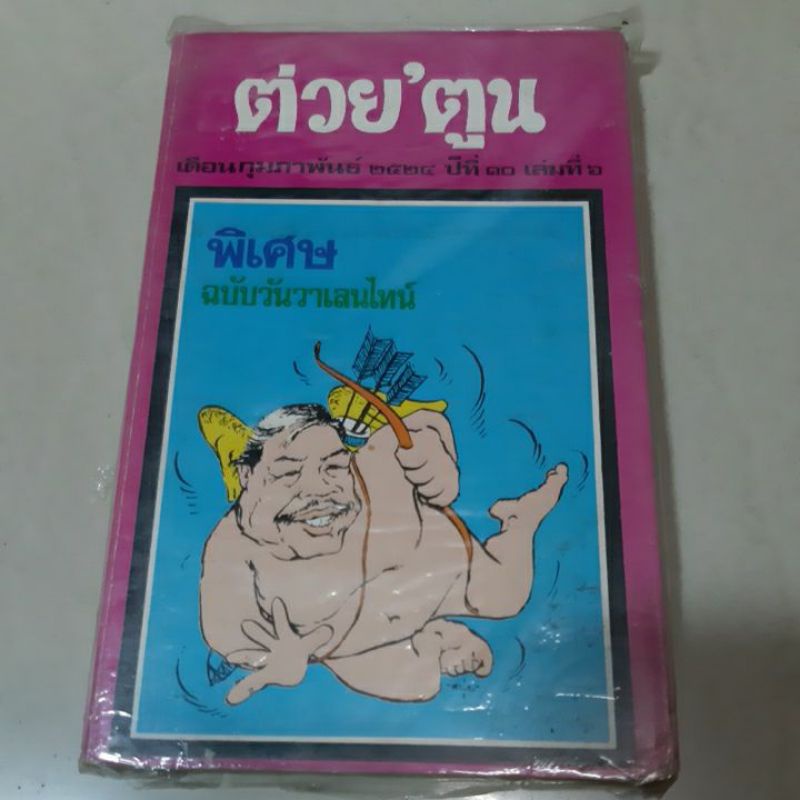 ต่วย'ตูน
เดือนกุมภาพันธ์ ๒๕๒๔ ปีที่ ๑๐ เล่มที่ ๖
พิเศษ
ฉบับวันวาเลนไทน์